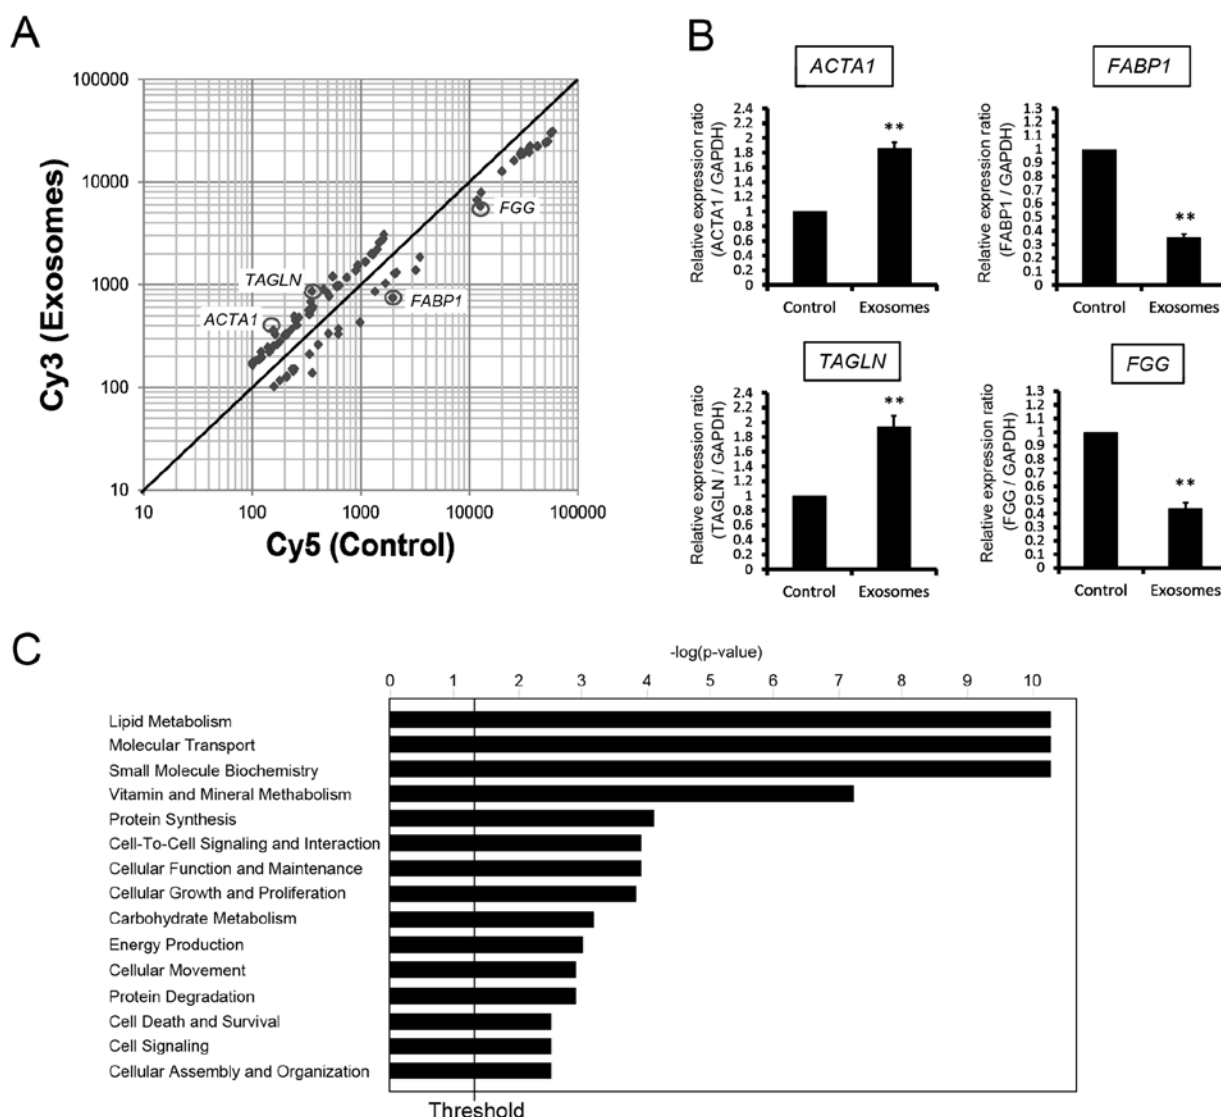 A
100000
10000
1000
100
10
Cy3 (Exosomes)
FGG
TAGLN
FABP1
ACTA1
10 100 1000 10000 100000
Cy5 (Control)
B
ACTA1
Relative expression ratio
(ACTA1 / GAPDH)
2.4
2.2
2
1.8
1.6
1.4
1.2
1
0.8
0.6
0.4
0.2
0
**
Control Exosomes
FABP1
Relative expression ratio
(FABP1 / GAPDH)
1.3
1.2
1.1
1
0.9
0.8
0.7
0.6
0.5
0.4
0.3
0.2
0.1
0
**
Control Exosomes
TAGLN
Relative expression ratio
(TAGLN / GAPDH)
2.4
2.2
2
1.8
1.6
1.4
1.2
1
0.8
0.6
0.4
0.2
0
**
Control Exosomes
FGG
Relative expression ratio
(FGG / GAPDH)
1.3
1.2
1.1
1
0.9
0.8
0.7
0.6
0.5
0.4
0.3
0.2
0.1
0
**
Control Exosomes
C
-log(p-value)
0 1 2 3 4 5 6 7 8 9 10
Lipid Metabolism
Molecular Transport
Small Molecule Biochemistry
Vitamin and Mineral Methabolism
Protein Synthesis
Cell-To-Cell Signaling and Interaction
Cellular Function and Maintenance
Cellular Growth and Proliferation
Carbohydrate Metabolism
Energy Production
Cellular Movement
Protein Degradation
Cell Death and Survival
Cell Signaling
Cellular Assembly and Organization
Threshold